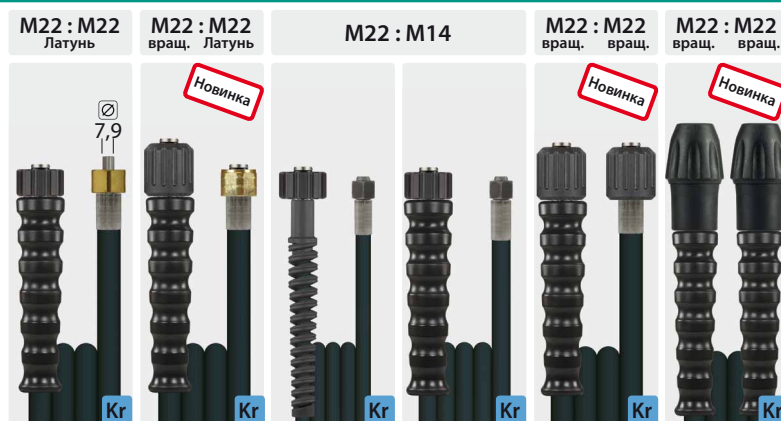 M22 : M22
Латунь
M22 : M22
вращ. Латунь
M22 : M14
M22 : M22
вращ. вращ.
M22 : M22
вращ. вращ.
Новинка
Новинка
Новинка
Ø
7,9
Kr
Kr
Kr
Kr
Kr
Kr